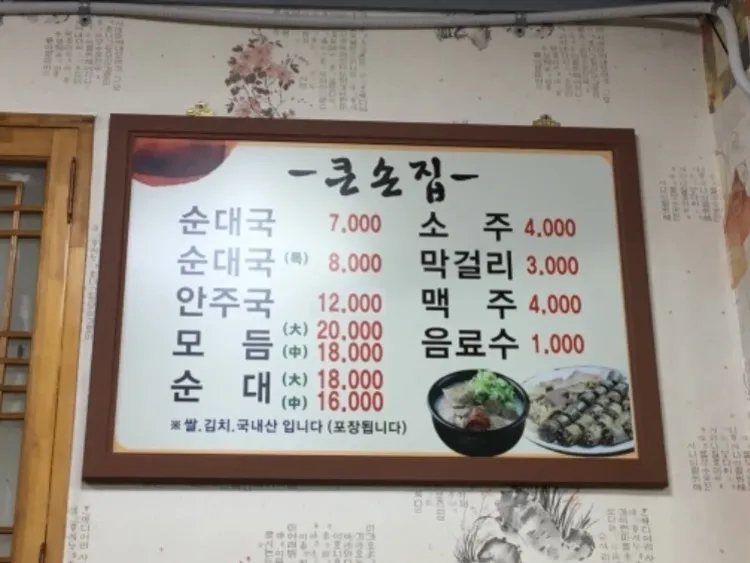 -큰손집-
순대국 7.000
순대국 (특) 8.000
안주국 12.000
모 듬 (大) 20.000
(中) 18.000
순 대 (大) 18.000
(中) 16.000
※쌀.김치.국내산 입니다 (포장됩니다)
소 주 4.000
막걸리 3.000
맥 주 4.000
음료수 1.000